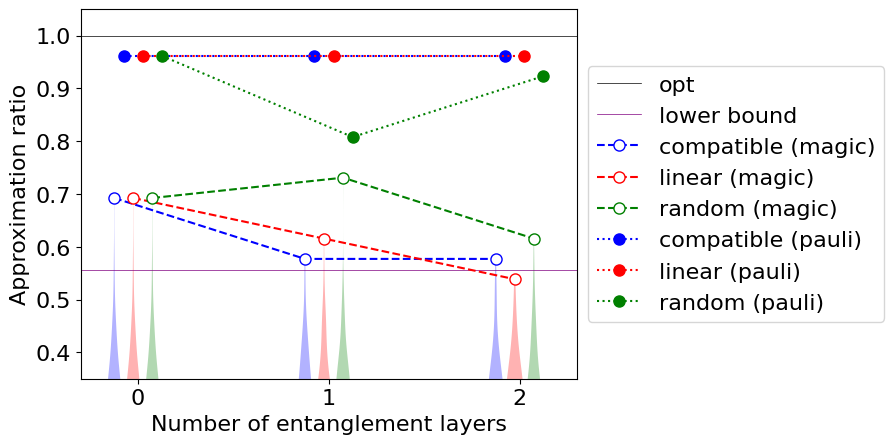 Approximation ratio
1.0
0.9
0.8
0.7
0.6
0.5
0.4
0
1
2
Number of entanglement layers
opt
lower bound
compatible (magic)
linear (magic)
random (magic)
compatible (pauli)
linear (pauli)
random (pauli)